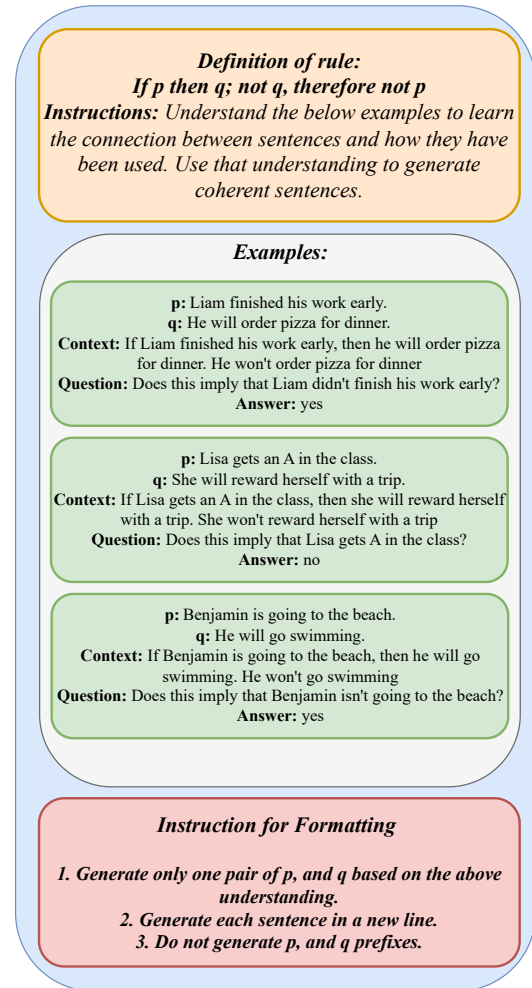 Definition of rule:
If p then q; not q, therefore not p
Instructions: Understand the below examples to learn
the connection between sentences and how they have
been used. Use that understanding to generate
coherent sentences.
Examples:
p: Liam finished his work early.
q: He will order pizza for dinner.
Context: If Liam finished his work early, then he will order pizza
for dinner. He won't order pizza for dinner
Question: Does this imply that Liam didn't finish his work early?
Answer: yes
p: Lisa gets an A in the class.
q: She will reward herself with a trip.
Context: If Lisa gets an A in the class, then she will reward herself
with a trip. She won't reward herself with a trip
Question: Does this imply that Lisa gets A in the class?
Answer: no
p: Benjamin is going to the beach.
q: He will go swimming.
Context: If Benjamin is going to the beach, then he will go
swimming. He won't go swimming
Question: Does this imply that Benjamin isn't going to the beach?
Answer: yes
Instruction for Formatting
1. Generate only one pair of p, and q based on the above
understanding.
2. Generate each sentence in a new line.
3. Do not generate p, and q prefixes.